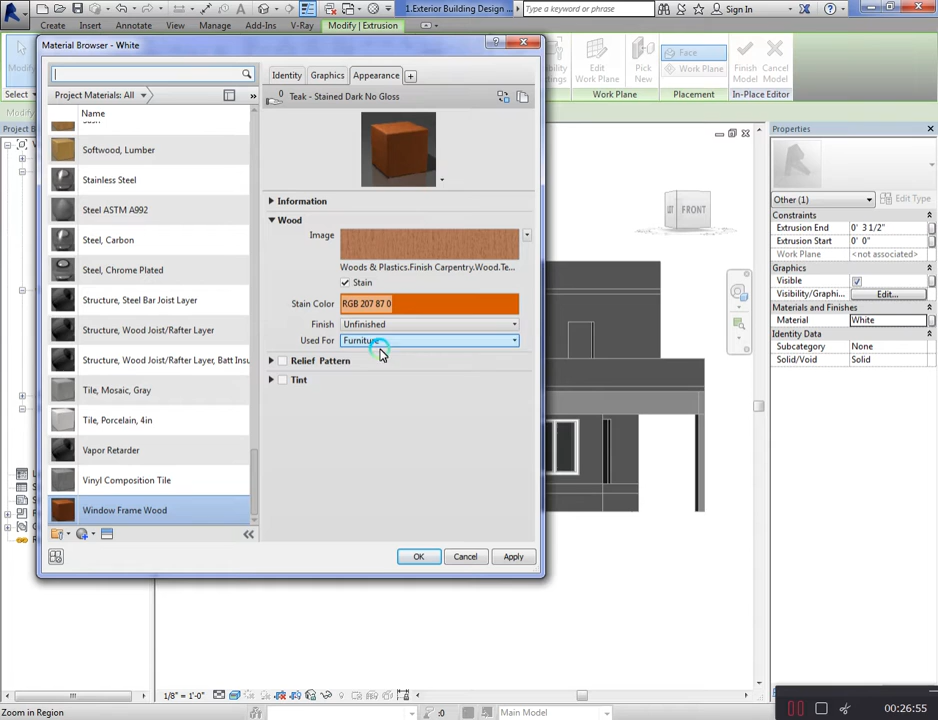 1.Exterior Building Design ...
Enter a keyword or phrase
Sign In
Create
Insert
Annotate
Structure
Manage
Add-Ins
V-Ray
Modify | Extrusion
Modify
Select
Edit
Work Plane
Pick
New
Face
Work Plane
Finish
Model
Cancel
Model
Work Plane
Placement
In-Place Editor
Material Browser - White
Project Materials: All
Name
Softwood, Lumber
Stainless Steel
Steel ASTM A992
Steel, Carbon
Steel, Chrome Plated
Structure, Steel Bar Joist Layer
Structure, Wood Joist/Rafter Layer
Structure, Wood Joist/Rafter Layer, Batt Insu
Tile, Mosaic, Gray
Tile, Porcelain, 4in
Vapor Retarder
Vinyl Composition Tile
Window Frame Wood
Identity
Graphics
Appearance
0
Teak - Stained Dark No Gloss
Information
Wood
Image
Woods & Plastics.Finish Carpentry.Wood.Te...
Stain
Stain Color
RGB 207 87 0
Finish
Unfinished
Used For
Furniture
Relief Pattern
Tint
OK
Cancel
Apply
FRONT
Properties
Other (1)
Edit Type
Constraints
Extrusion End
0' 3 1/2"
Extrusion Start
0' 0"
Work Plane
<not associated>
Graphics
Visible
Visibility/Graphi...
Edit...
Materials and Finishes
Material
White
Identity Data
Subcategory
None
Solid/Void
Solid
1/8" = 1'-0"
Zoom in Region
:0
Main Model
00:26:55